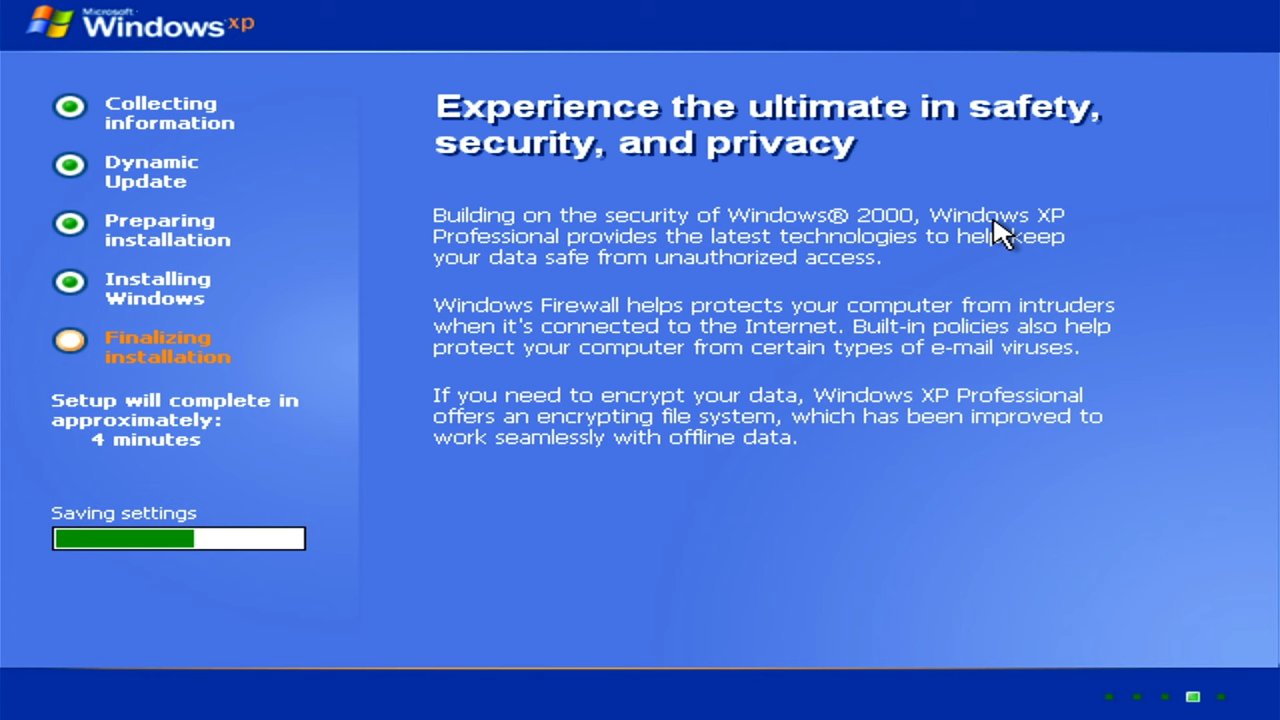 Microsoft
Windows xp
Collecting
information
Dynamic
Update
Preparing
installation
Installing
Windows
Finalizing
installation
Setup will complete in
approximately:
4 minutes
Saving settings
Experience the ultimate in safety,
security, and privacy
Building on the security of Windows® 2000, Windows XP
Professional provides the latest technologies to help keep
your data safe from unauthorized access.
Windows Firewall helps protects your computer from intruders
when it's connected to the Internet. Built-in policies also help
protect your computer from certain types of e-mail viruses.
If you need to encrypt your data, Windows XP Professional
offers an encrypting file system, which has been improved to
work seamlessly with offline data.